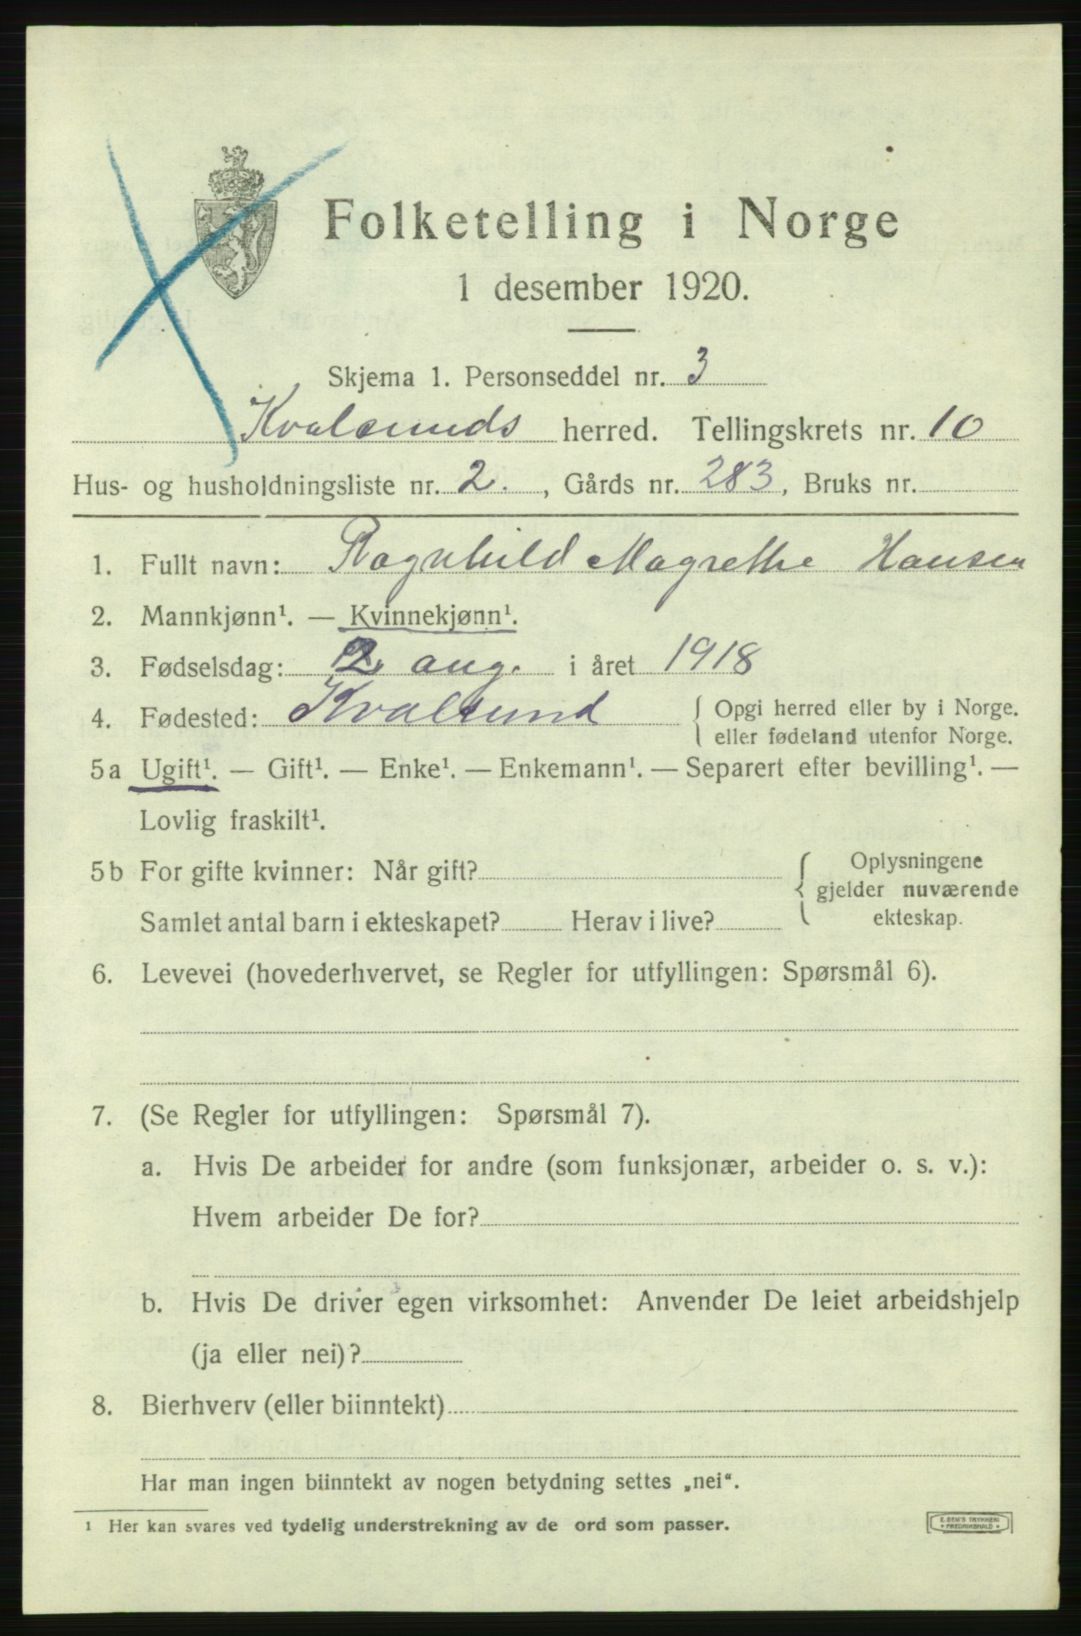 Folketelling i Norge
1 desember 1920.
Skjema 1. Personseddel nr. 3
Kvalsunds herred. Tellingskrets nr. 10
Hus- og husholdningsliste nr. 2. , Gårds nr. 283, Bruks nr.
1. Fullt navn: Ragnhild Magrethe Hansen
2. Mannkjønn¹. — Kvinnekjønn¹.
3. Fødselsdag: 2 aug. i året 1918
4. Fødested: Kvalsund { Opgi herred eller by i Norge.
eller fødeland utenfor Norge.
5a Ugift¹. — Gift¹. — Enke¹. — Enkemann¹. — Separert efter bevilling¹. —
Lovlig fraskilt¹.
5b For gifte kvinner: Når gift?
Samlet antal barn i ekteskapet? Herav i live?
Oplysningene
gjelder nuværende
ekteskap.
6. Levevei (hovederhvervet, se Regler for utfyllingen: Spørsmål 6).
7. (Se Regler for utfyllingen: Spørsmål 7).
a. Hvis De arbeider for andre (som funksjonær, arbeider o. s. v.):
Hvem arbeider De for?
b. Hvis De driver egen virksomhet: Anvender De leiet arbeidshjelp
(ja eller nei)?
8. Bierhverv (eller biinntekt)
Har man ingen biinntekt av nogen betydning settes „nei“.
¹ Her kan svares ved tydelig understrekning av de ord som passer.
E. SEM'S TRYKKERI
• FREDRIKSHALD •